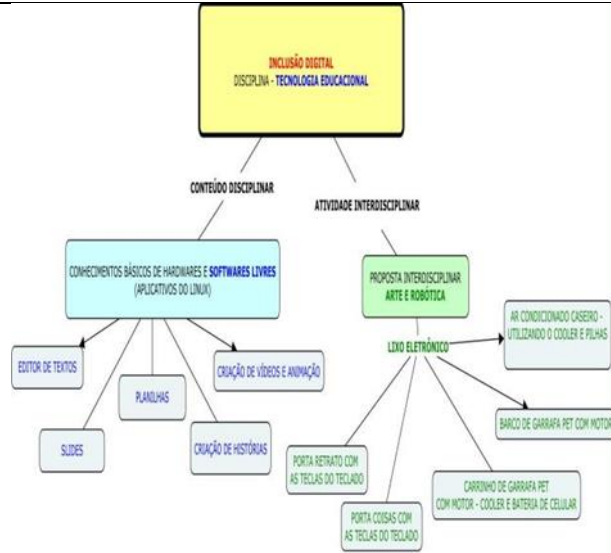 INCLUSÃO DIGITAL
DISCIPLINA - TECNOLOGIA EDUCACIONAL
CONTEÚDO DISCIPLINAR
ATIVIDADE INTERDISCIPLINAR
CONHECIMENTOS BÁSICOS DE HARDWARES E SOFTWARES LIVRES
(APLICATIVOS DO LINUX)
PROPOSTA INTERDISCIPLINAR
ARTE E ROBÓTICA
EDITOR DE TEXTOS
SLIDES
PLANILHAS
CRIAÇÃO DE HISTÓRIAS
CRIAÇÃO DE VÍDEOS E ANIMAÇÃO
LIXO ELETRÔNICO
AR CONDICIONADO CASEIRO -
UTILIZANDO O COOLER E PILHAS
BARCO DE GARRAFA PET COM MOTOR
CARRINHO DE GARRAFA PET
COM MOTOR - COOLER E BATERIA DE CELULAR
PORTA COISAS COM
AS TECLAS DO TECLADO
PORTA RETRATO COM
AS TECLAS DO TECLADO